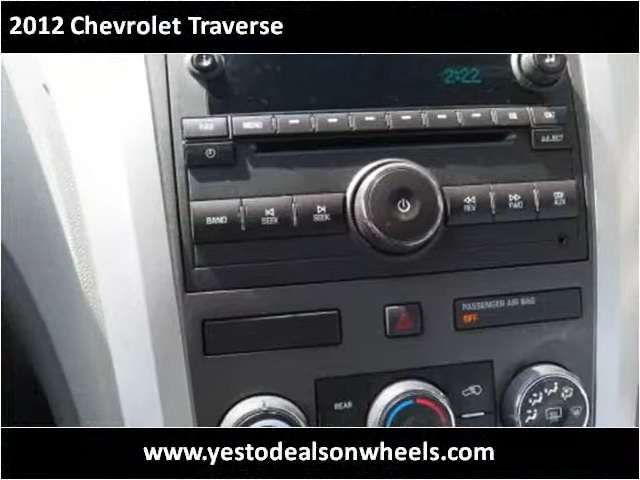 2012 Chevrolet Traverse
2:22
FAV MENU
EJECT
BAND SEEK SEEK REV FWD AUX
PASSENGER AIR BAG
OFF
REAR
www.yestodealsonwheels.com